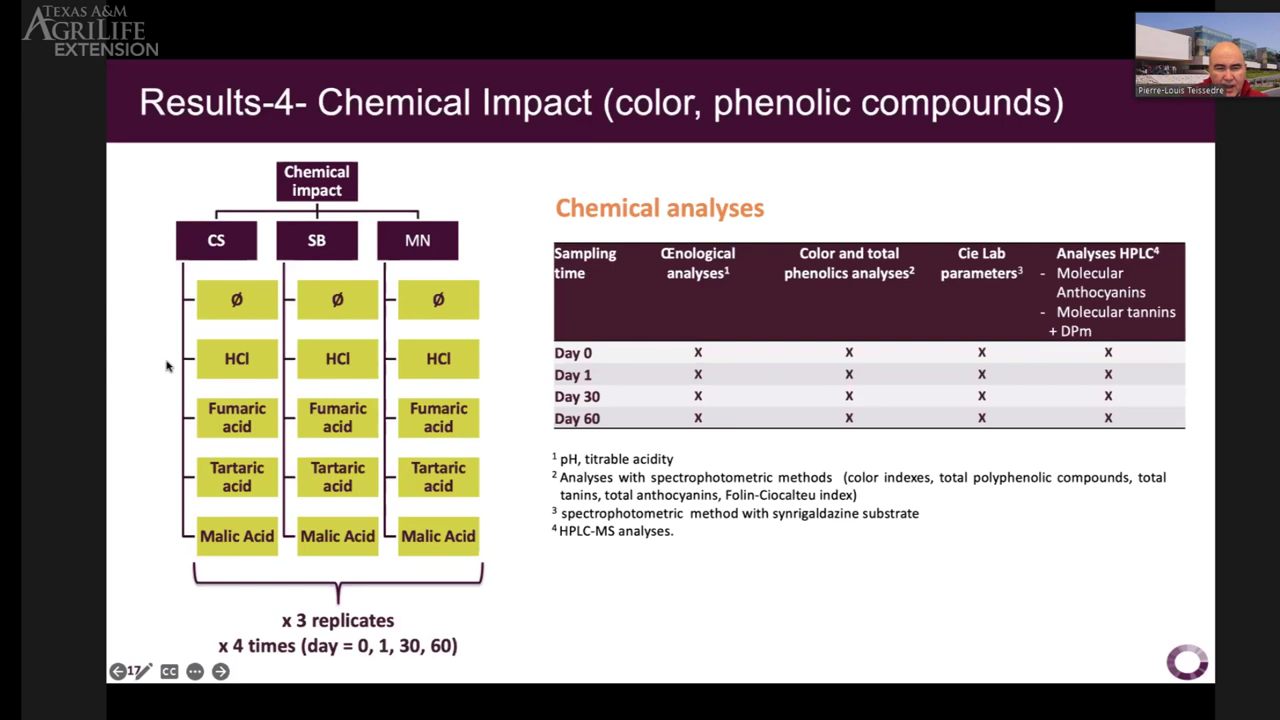 TEXAS A&M
AGRILIFE
EXTENSION
Pierre-Louis Teissedre
Results-4- Chemical Impact (color, phenolic compounds)
Chemical
impact
CS SB MN
Ø Ø Ø
HCl HCl HCl
Fumaric acid Fumaric acid Fumaric acid
Tartaric acid Tartaric acid Tartaric acid
Malic Acid Malic Acid Malic Acid
x 3 replicates
x 4 times (day = 0, 1, 30, 60)
Chemical analyses
Sampling time Œnological analyses1 Color and total phenolics analyses2 Cie Lab parameters3 Analyses HPLC4
- Molecular Anthocyanins
- Molecular tannins
+ DPm
Day 0 X X X X
Day 1 X X X X
Day 30 X X X X
Day 60 X X X X
1 pH, titrable acidity
2 Analyses with spectrophotometric methods (color indexes, total polyphenolic compounds, total
tanins, total anthocyanins, Folin-Ciocalteu index)
3 spectrophotometric method with synrigaldazine substrate
4 HPLC-MS analyses.
17
CC